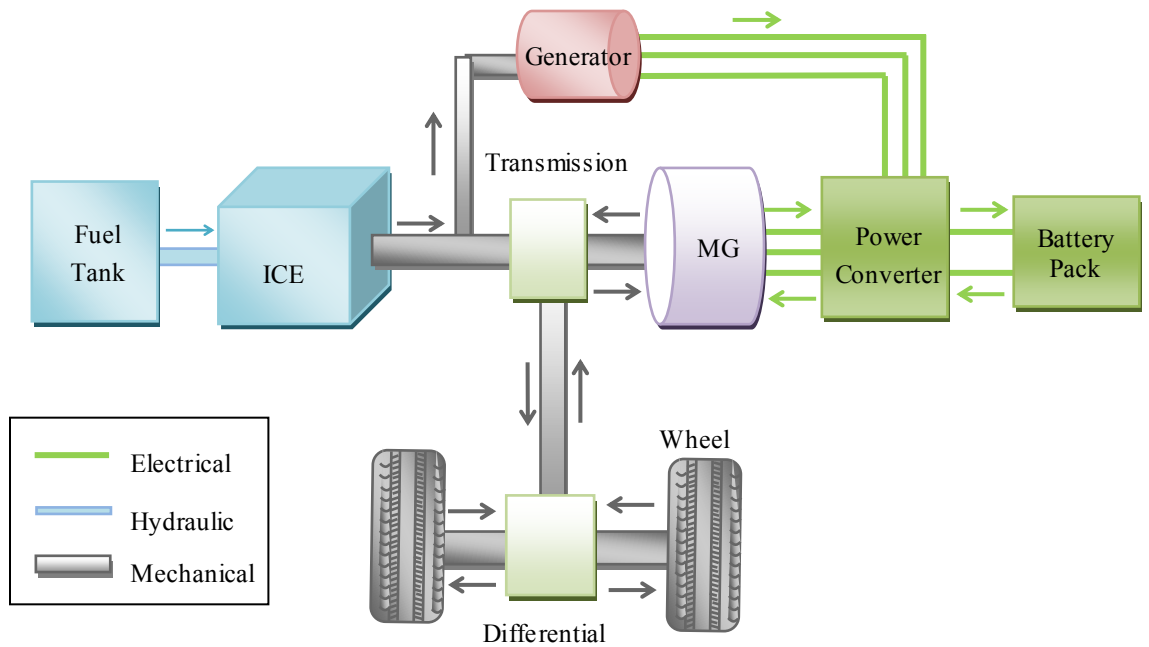 Generator
Transmission
Fuel
Tank
ICE
MG
Power
Converter
Battery
Pack
Wheel
Electrical
Hydraulic
Mechanical
Differential